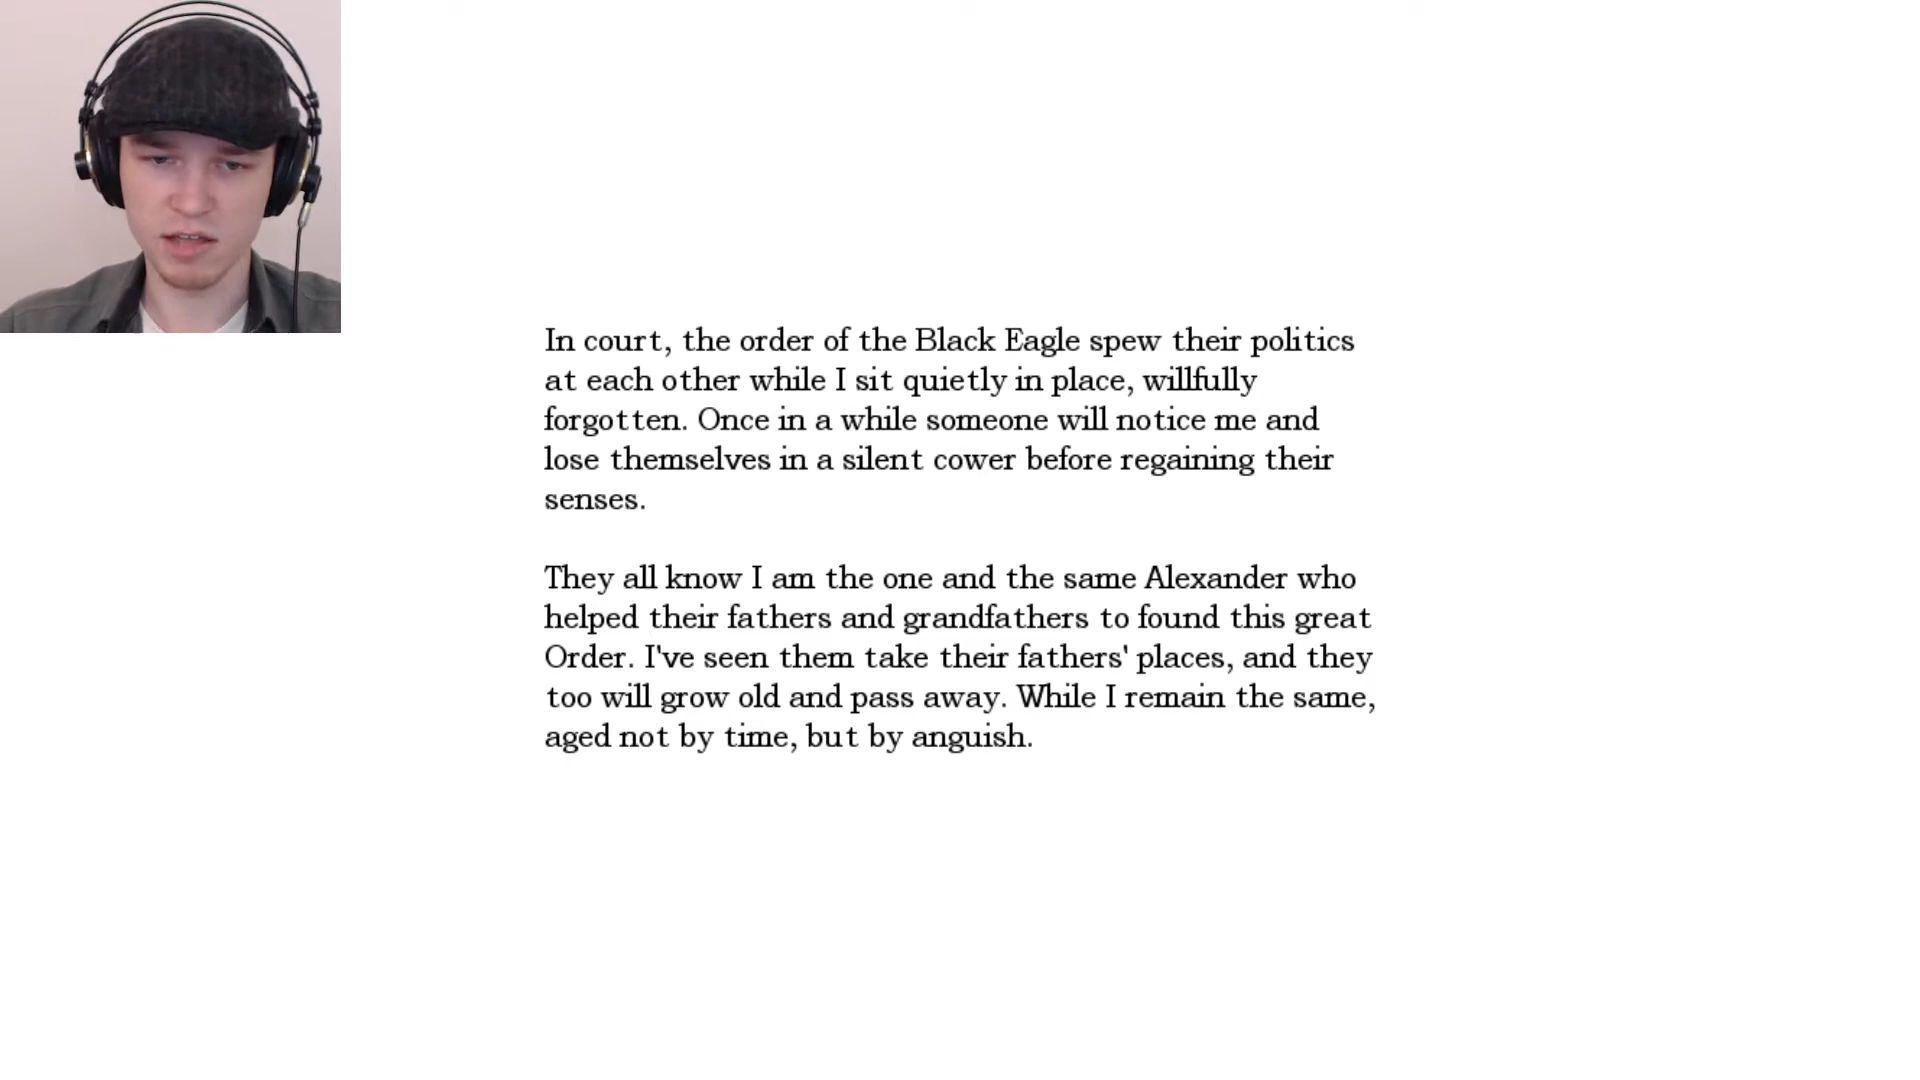 In court, the order of the Black Eagle spew their politics
at each other while I sit quietly in place, willfully
forgotten. Once in a while someone will notice me and
lose themselves in a silent cower before regaining their
senses.
They all know I am the one and the same Alexander who
helped their fathers and grandfathers to found this great
Order. I've seen them take their fathers' places, and they
too will grow old and pass away. While I remain the same,
aged not by time, but by anguish.